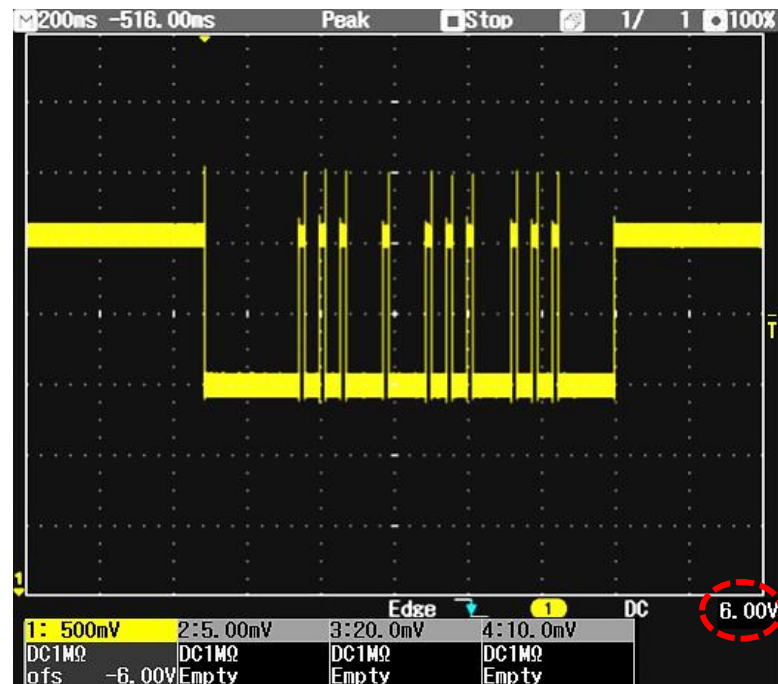 M 200ms -516.00ms Peak Stop 1/ 1 100%
T
1
Edge 1 DC 6.00V
1: 500mV 2:5.00mV 3:20.0mV 4:10.0mV
DC1MΩ DC1MΩ DC1MΩ DC1MΩ
ofs -6.00V Empty Empty Empty